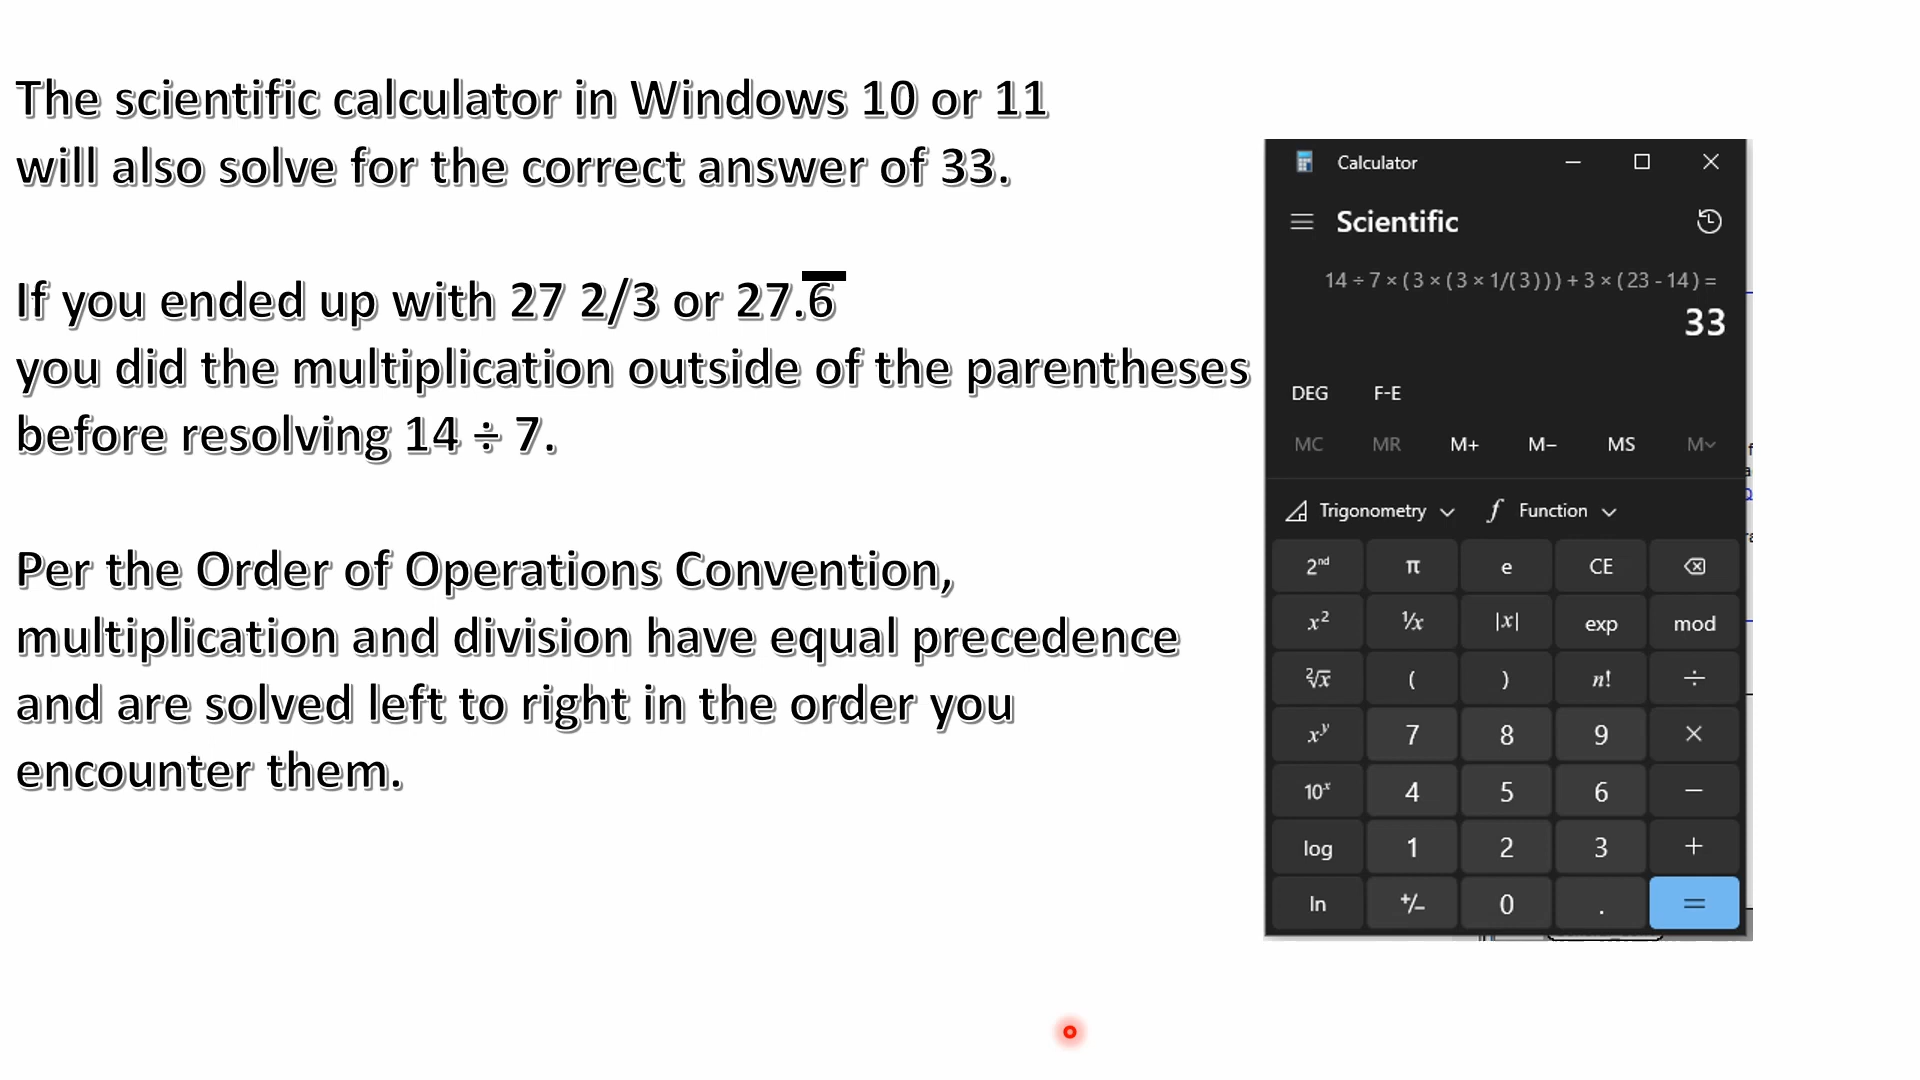 The scientific calculator in Windows 10 or 11
will also solve for the correct answer of 33.
If you ended up with 27 2/3 or 27.6̅
you did the multiplication outside of the parentheses
before resolving 14 ÷ 7.
Per the Order of Operations Convention,
multiplication and division have equal precedence
and are solved left to right in the order you
encounter them.
Calculator
Scientific
14 ÷ 7 × ( 3 × ( 3 × 1/( 3 ) ) ) + 3 × ( 23 - 14 ) =
33
DEG F-E
MC MR M+ M− MS M
Trigonometry f Function
2ⁿᵈ π e CE
x² ¹/x |x| exp mod
²√x ( ) n! ÷
xʸ 7 8 9 ×
10ˣ 4 5 6 −
log 1 2 3 +
ln +/− 0 . =